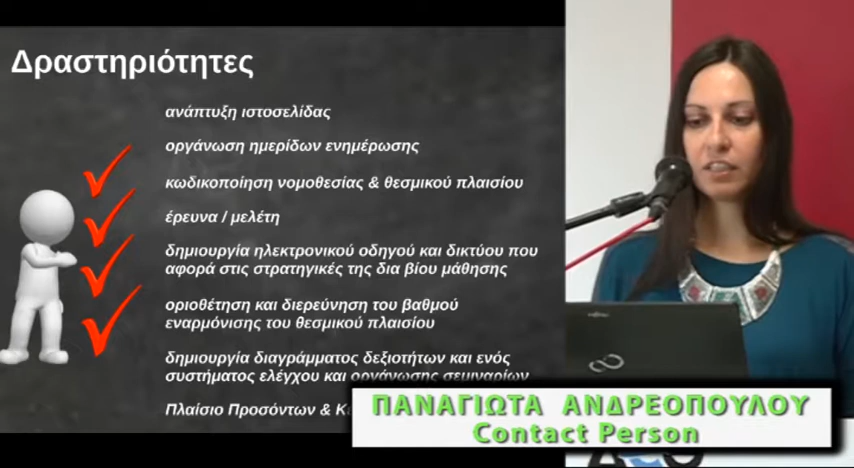 Δραστηριότητες
ανάπτυξη ιστοσελίδας
οργάνωση ημερίδων ενημέρωσης
κωδικοποίηση νομοθεσίας & θεσμικού πλαισίου
έρευνα / μελέτη
δημιουργία ηλεκτρονικού οδηγού και δικτύου που
αφορά στις στρατηγικές της δια βίου μάθησης
οριοθέτηση και διερεύνηση του βαθμού
εναρμόνισης του θεσμικού πλαισίου
δημιουργία διαγράμματος δεξιοτήτων και ενός
συστήματος ελέγχου και οργάνωσης σεμιναρίων
Πλαίσιο Προσόντων &
ΠΑΝΑΓΙΩΤΑ ΑΝΔΡΕΟΠΟΥΛΟΥ
Contact Person